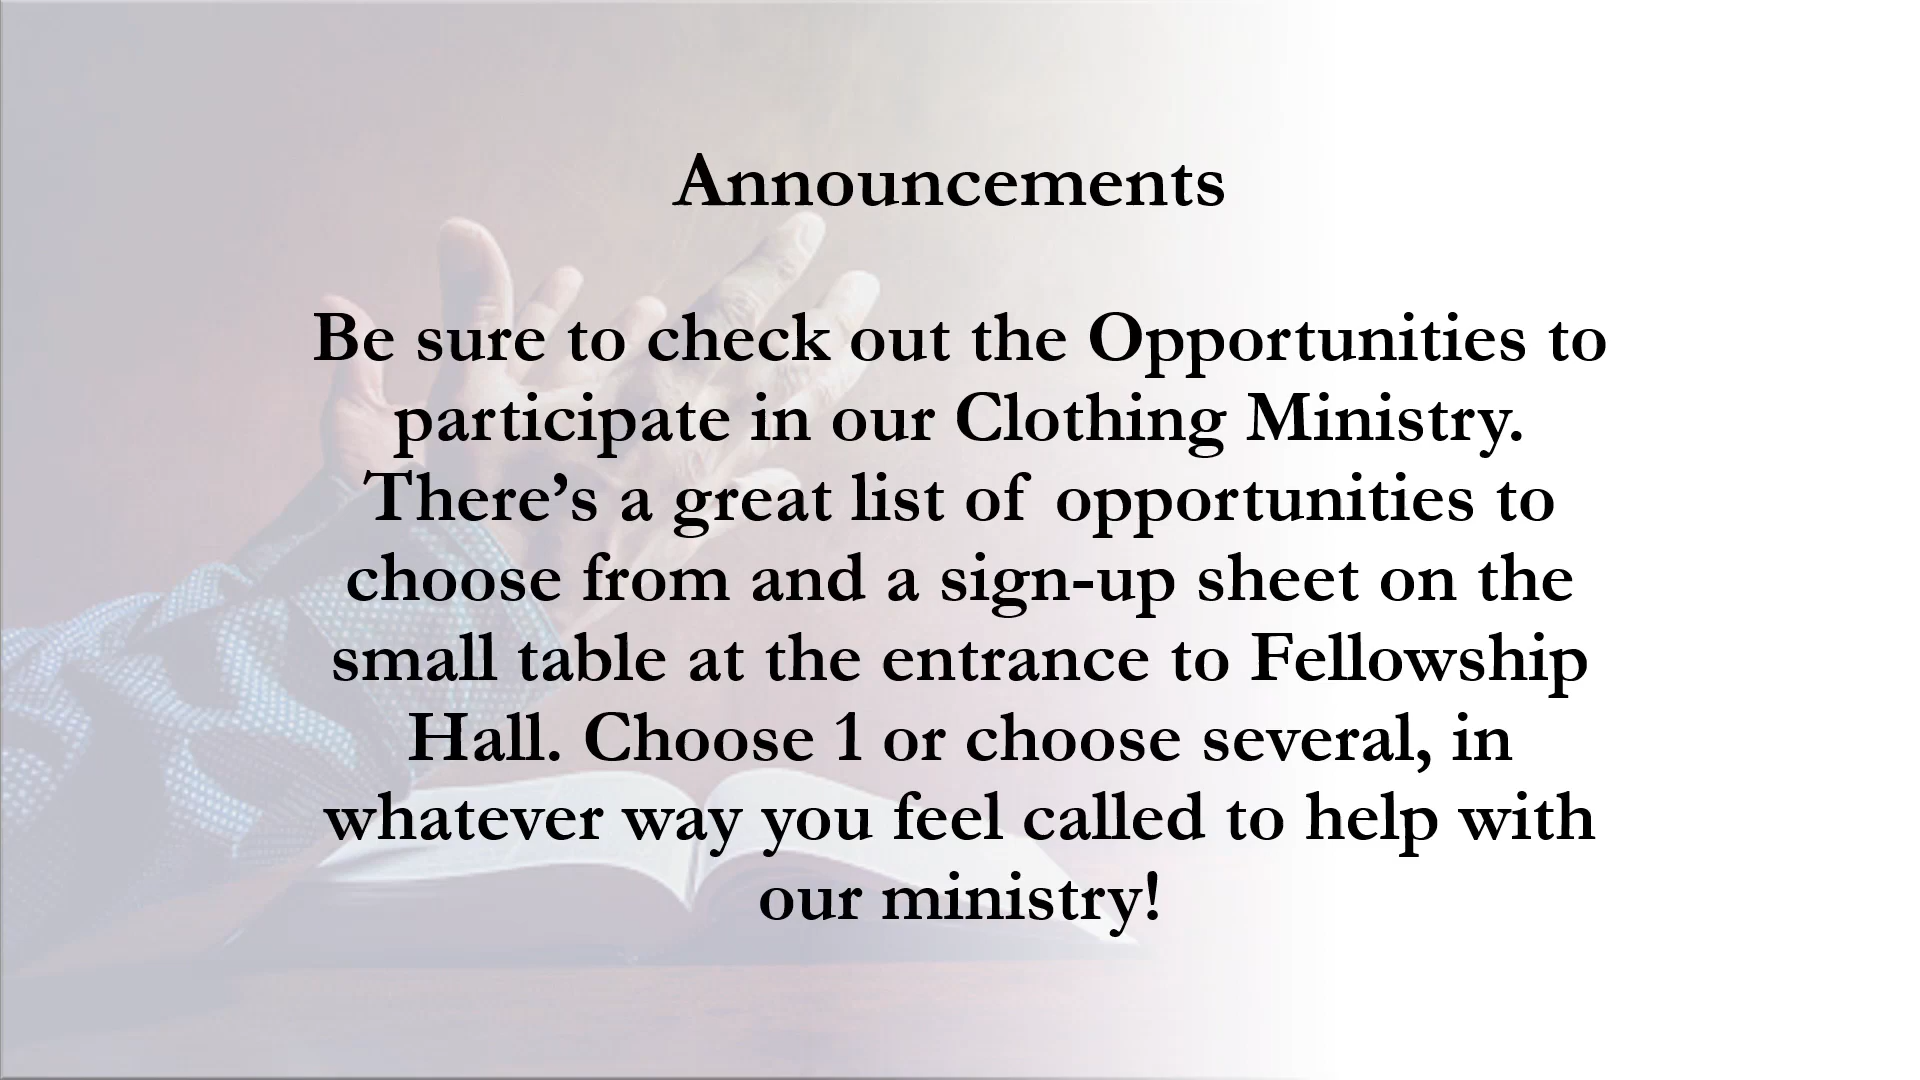 Announcements
Be sure to check out the Opportunities to
participate in our Clothing Ministry.
There’s a great list of opportunities to
choose from and a sign-up sheet on the
small table at the entrance to Fellowship
Hall. Choose 1 or choose several, in
whatever way you feel called to help with
our ministry!